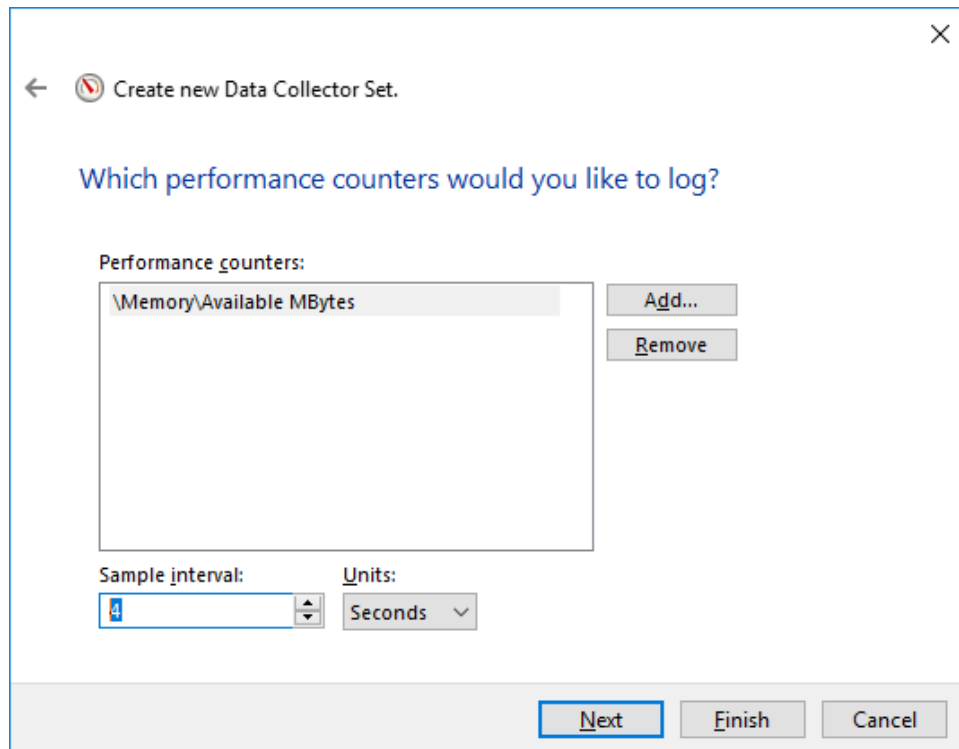 Create new Data Collector Set.
Which performance counters would you like to log?
Performance counters:
\Memory\Available MBytes
Add...
Remove
Sample interval:
Units:
4
Seconds
Next
Finish
Cancel